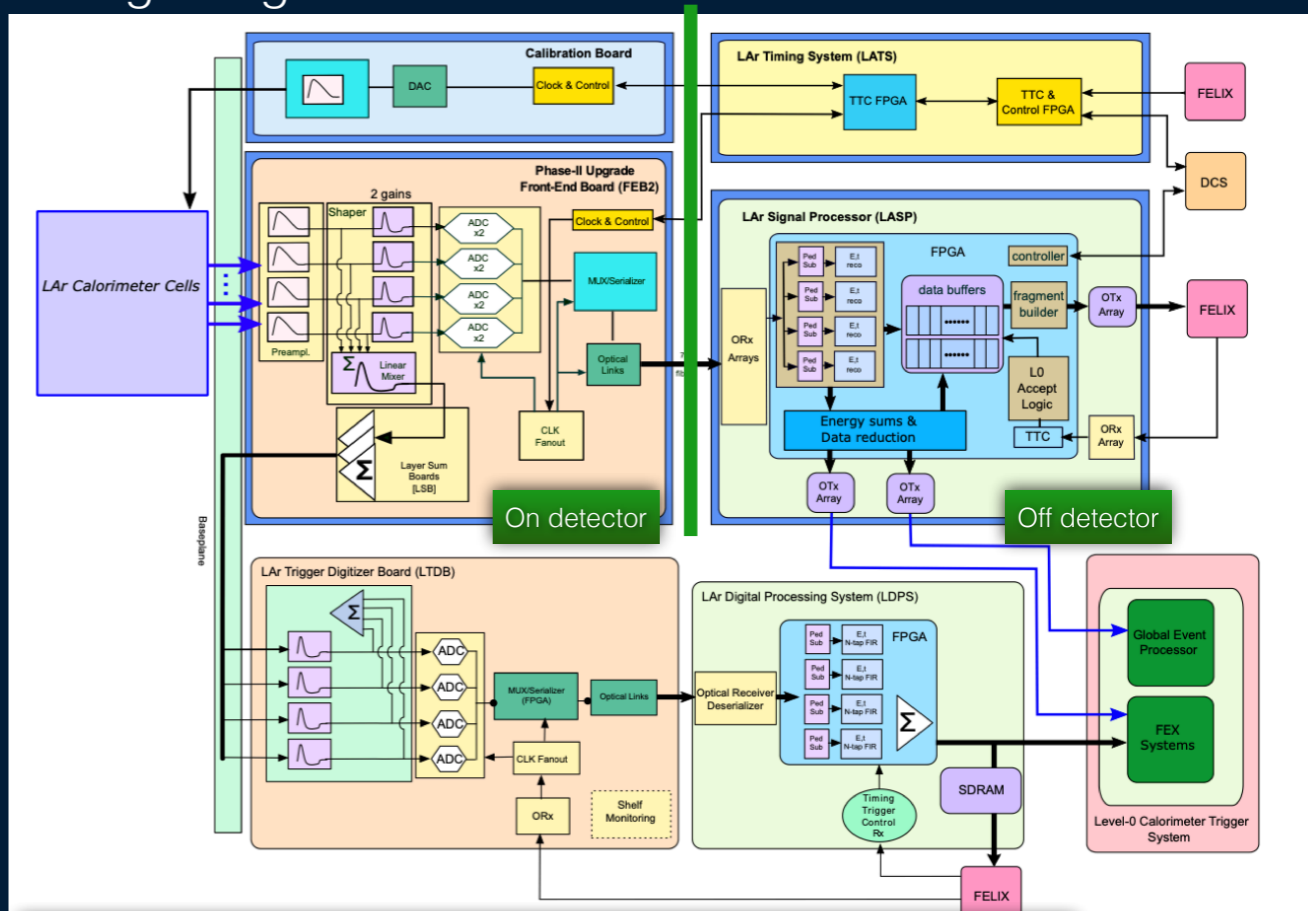 Calibration Board
DAC
Clock & Control
LAr Timing System (LATS)
TTC FPGA
TTC &
Control FPGA
FELIX
DCS
Phase-II Upgrade
Front-End Board (FEB2)
2 gains
Shaper
Preampl.
Σ
Linear
Mixer
ADC
x2
ADC
x2
ADC
x2
ADC
x2
Clock & Control
MUX/Serializer
Optical
Links
CLK
Fanout
Σ
Layer Sum
Boards
[LSB]
On detector
LAr Calorimeter Cells
Baseplane
LAr Signal Processor (LASP)
FPGA
ORx
Arrays
Ped
Sub
E,t
reco
Ped
Sub
E,t
reco
Ped
Sub
E,t
reco
Ped
Sub
E,t
reco
data buffers
controller
fragment
builder
OTx
Array
FELIX
L0
Accept
Logic
TTC
ORx
Array
Energy sums &
Data reduction
OTx
Array
OTx
Array
Off detector
LAr Trigger Digitizer Board (LTDB)
Σ
ADC
ADC
ADC
ADC
MUX/Serializer
(FPGA)
Optical Links
CLK Fanout
ORx
Shelf
Monitoring
LAr Digital Processing System (LDPS)
FPGA
Optical Receiver
Deserializer
Ped
Sub
E,t
N-tap FIR
Ped
Sub
E,t
N-tap FIR
Ped
Sub
E,t
N-tap FIR
Ped
Sub
E,t
N-tap FIR
Σ
Timing
Trigger
Control
Rx
SDRAM
FELIX
Global Event
Processor
FEX
Systems
Level-0 Calorimeter Trigger
System